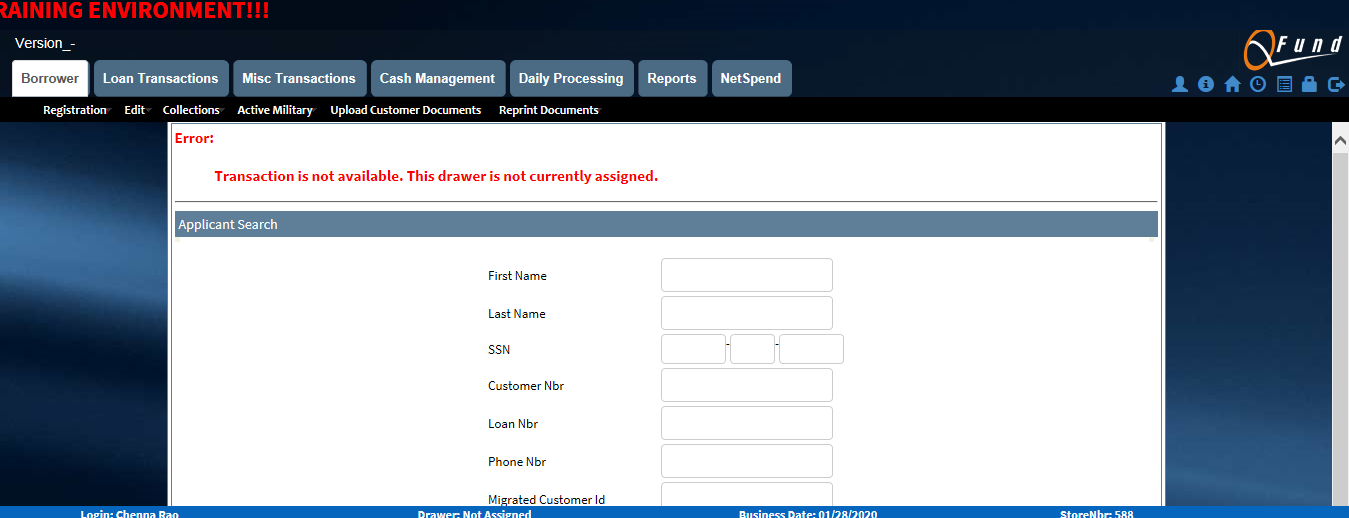 RAINING ENVIRONMENT!!!
Version_-
QFund
Borrower Loan Transactions Misc Transactions Cash Management Daily Processing Reports NetSpend
Registration Edit Collections Active Military Upload Customer Documents Reprint Documents
Error:
Transaction is not available. This drawer is not currently assigned.
Applicant Search
First Name
Last Name
SSN - -
Customer Nbr
Loan Nbr
Phone Nbr
Migrated Customer Id
Login: Chenna Rao Drawer: Not Assigned Business Date: 01/28/2020 StoreNbr: 588